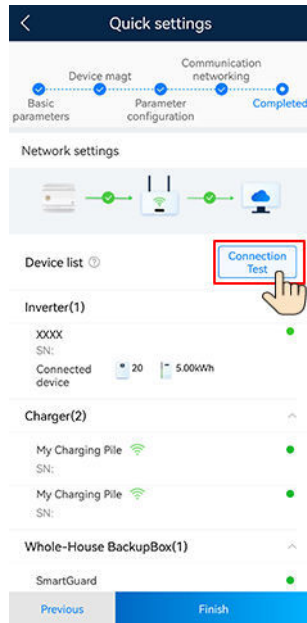 Quick settings
Device magt
Communication
networking
Basic
parameters
Parameter
configuration
Completed
Network settings
Device list ?
Connection
Test
Inverter(1)
XXXX
SN:
Connected
device
20
5.00kWh
Charger(2)
My Charging Pile
SN:
My Charging Pile
SN:
Whole-House BackupBox(1)
SmartGuard
Previous
Finish